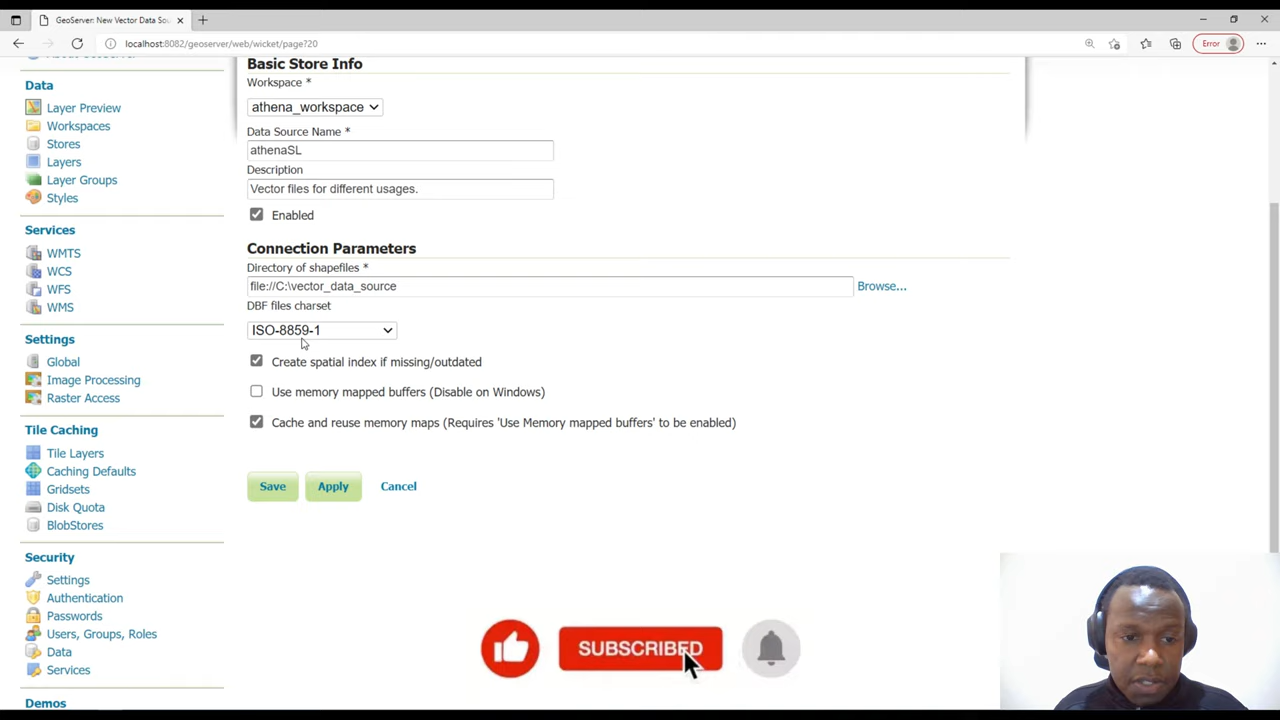 GeoServer: New Vector Data Sou
localhost:8082/geoserver/web/wicket/page?20
Error
Data
Layer Preview
Workspaces
Stores
Layers
Layer Groups
Styles
Services
WMTS
WCS
WFS
WMS
Settings
Global
Image Processing
Raster Access
Tile Caching
Tile Layers
Caching Defaults
Gridsets
Disk Quota
BlobStores
Security
Settings
Authentication
Passwords
Users, Groups, Roles
Data
Services
Demos
Basic Store Info
Workspace *
athena_workspace
Data Source Name *
athenaSL
Description
Vector files for different usages.
Enabled
Connection Parameters
Directory of shapefiles *
file://C:\vector_data_source
Browse...
DBF files charset
ISO-8859-1
Create spatial index if missing/outdated
Use memory mapped buffers (Disable on Windows)
Cache and reuse memory maps (Requires 'Use Memory mapped buffers' to be enabled)
Save Apply Cancel
SUBSCRIBED